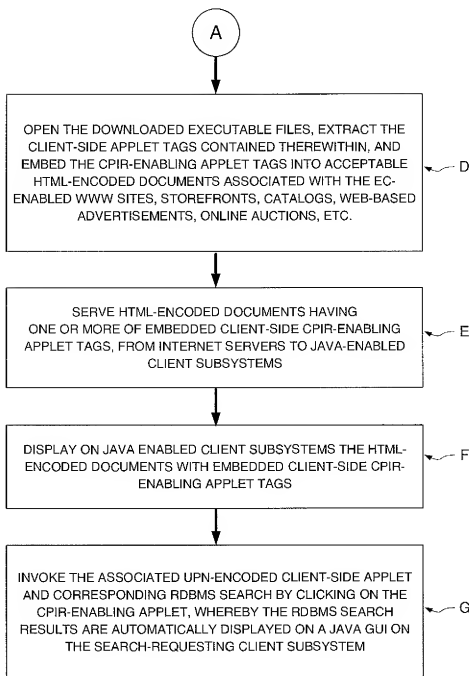 A
OPEN THE DOWNLOADED EXECUTABLE FILES, EXTRACT THE
CLIENT-SIDE APPLET TAGS CONTAINED THEREWITHIN, AND
EMBED THE CPIR-ENABLING APPLET TAGS INTO ACCEPTABLE
HTML-ENCODED DOCUMENTS ASSOCIATED WITH THE EC-
ENABLED WWW SITES, STOREFRONTS, CATALOGS, WEB-BASED
ADVERTISEMENTS, ONLINE AUCTIONS, ETC.
D
SERVE HTML-ENCODED DOCUMENTS HAVING
ONE OR MORE OF EMBEDDED CLIENT-SIDE CPIR-ENABLING
APPLET TAGS, FROM INTERNET SERVERS TO JAVA-ENABLED
CLIENT SUBSYSTEMS
E
DISPLAY ON JAVA ENABLED CLIENT SUBSYSTEMS THE HTML-
ENCODED DOCUMENTS WITH EMBEDDED CLIENT-SIDE CPIR-
ENABLING APPLET TAGS
F
INVOKE THE ASSOCIATED UPN-ENCODED CLIENT-SIDE APPLET
AND CORRESPONDING RDBMS SEARCH BY CLICKING ON THE
CPIR-ENABLING APPLET, WHEREBY THE RDBMS SEARCH
RESULTS ARE AUTOMATICALLY DISPLAYED ON A JAVA GUI ON
THE SEARCH-REQUESTING CLIENT SUBSYSTEM
G